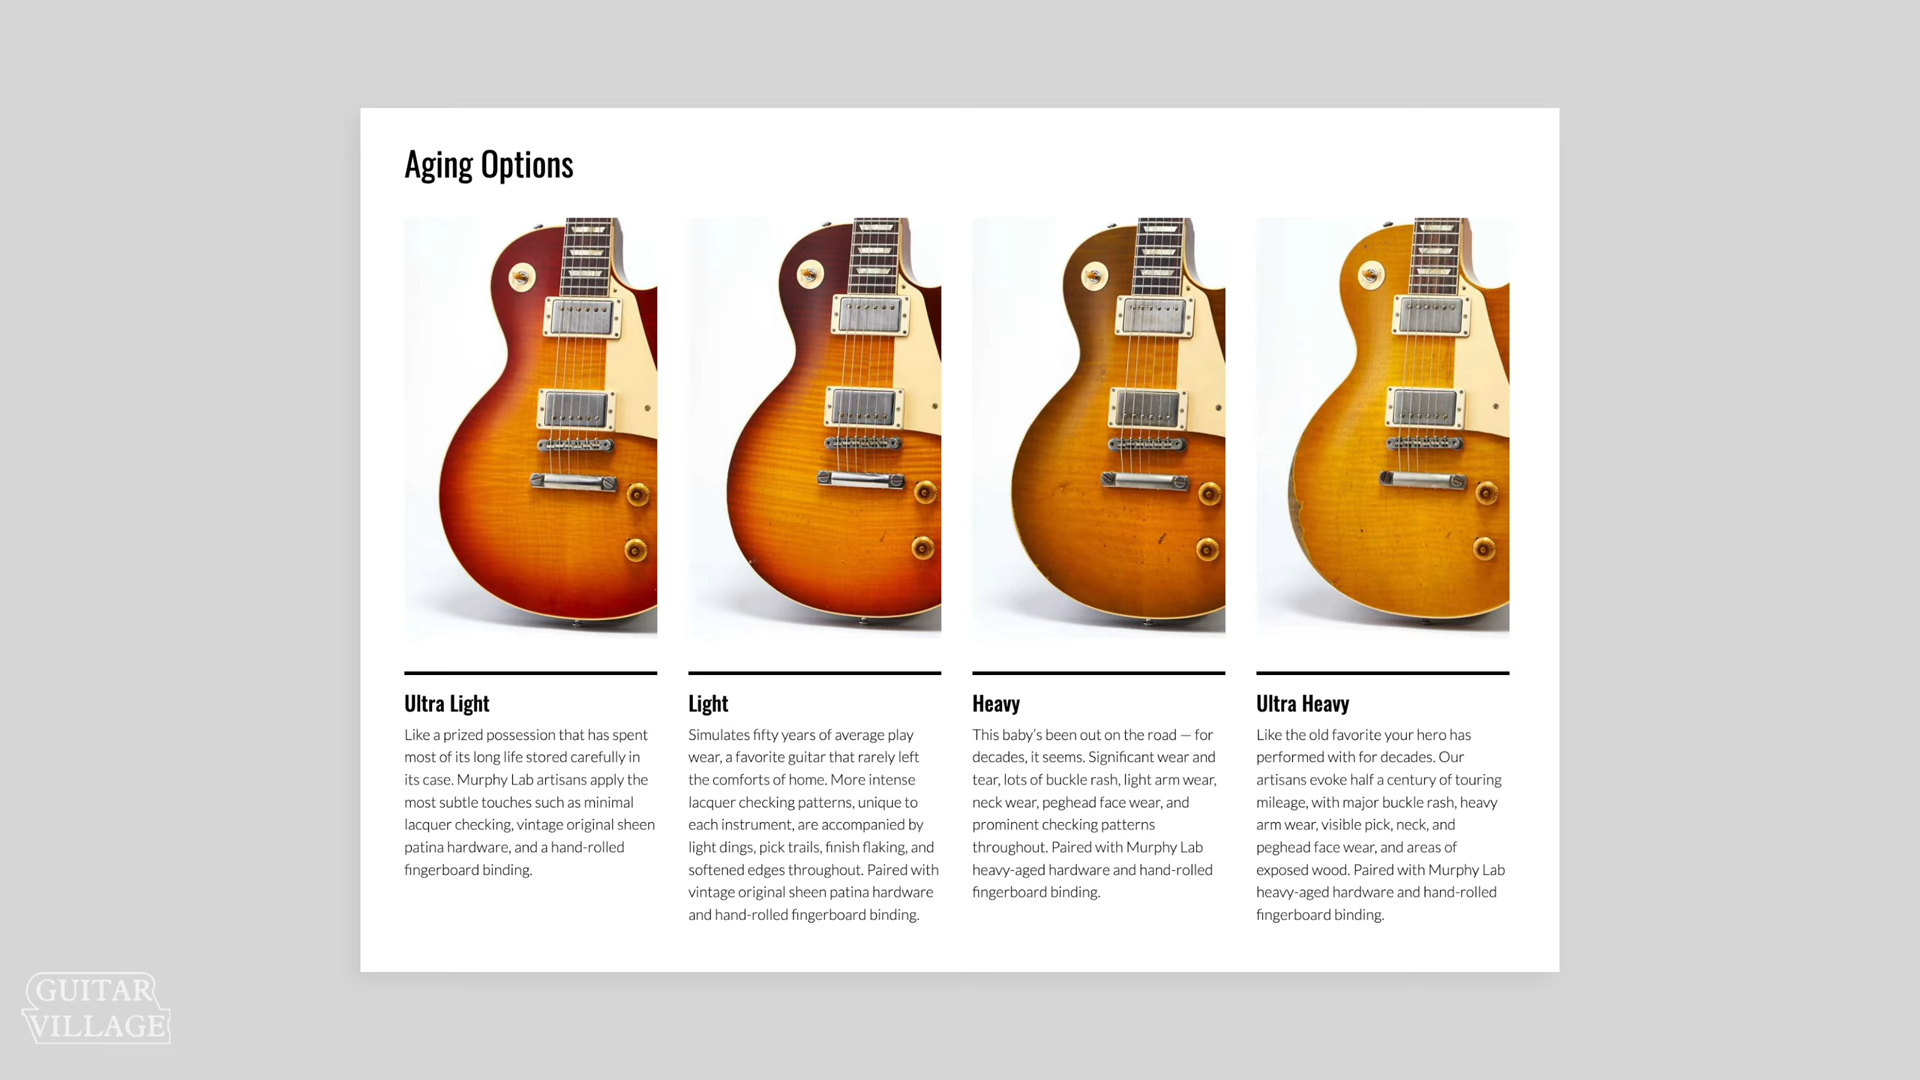 Aging Options
Ultra Light
Like a prized possession that has spent
most of its long life stored carefully in
its case. Murphy Lab artisans apply the
most subtle touches such as minimal
lacquer checking, vintage original sheen
patina hardware, and a hand-rolled
fingerboard binding.
Light
Simulates fifty years of average play
wear, a favorite guitar that rarely left
the comforts of home. More intense
lacquer checking patterns, unique to
each instrument, are accompanied by
light dings, pick trails, finish flaking, and
softened edges throughout. Paired with
vintage original sheen patina hardware
and hand-rolled fingerboard binding.
Heavy
This baby's been out on the road — for
decades, it seems. Significant wear and
tear, lots of buckle rash, light arm wear,
neck wear, peghead face wear, and
prominent checking patterns
throughout. Paired with Murphy Lab
heavy-aged hardware and hand-rolled
fingerboard binding.
Ultra Heavy
Like the old favorite your hero has
performed with for decades. Our
artisans evoke half a century of touring
mileage, with major buckle rash, heavy
arm wear, visible pick, neck, and
peghead face wear, and areas of
exposed wood. Paired with Murphy Lab
heavy-aged hardware and hand-rolled
fingerboard binding.
GUITAR
VILLAGE